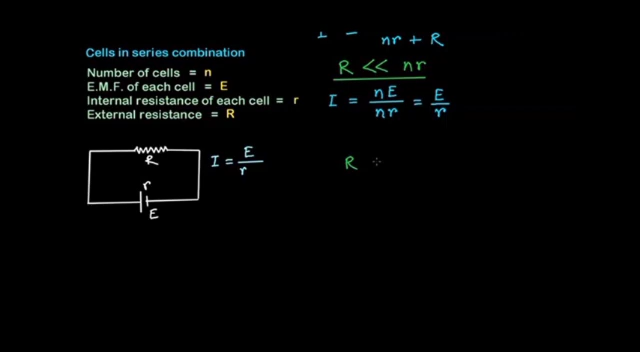 Cells in series combination
Number of cells = n
E.M.F. of each cell = E
Internal resistance of each cell = r
External resistance = R
nr + R
R << nr
I = nE/nr = E/r
R
r
E
I = E/r
R